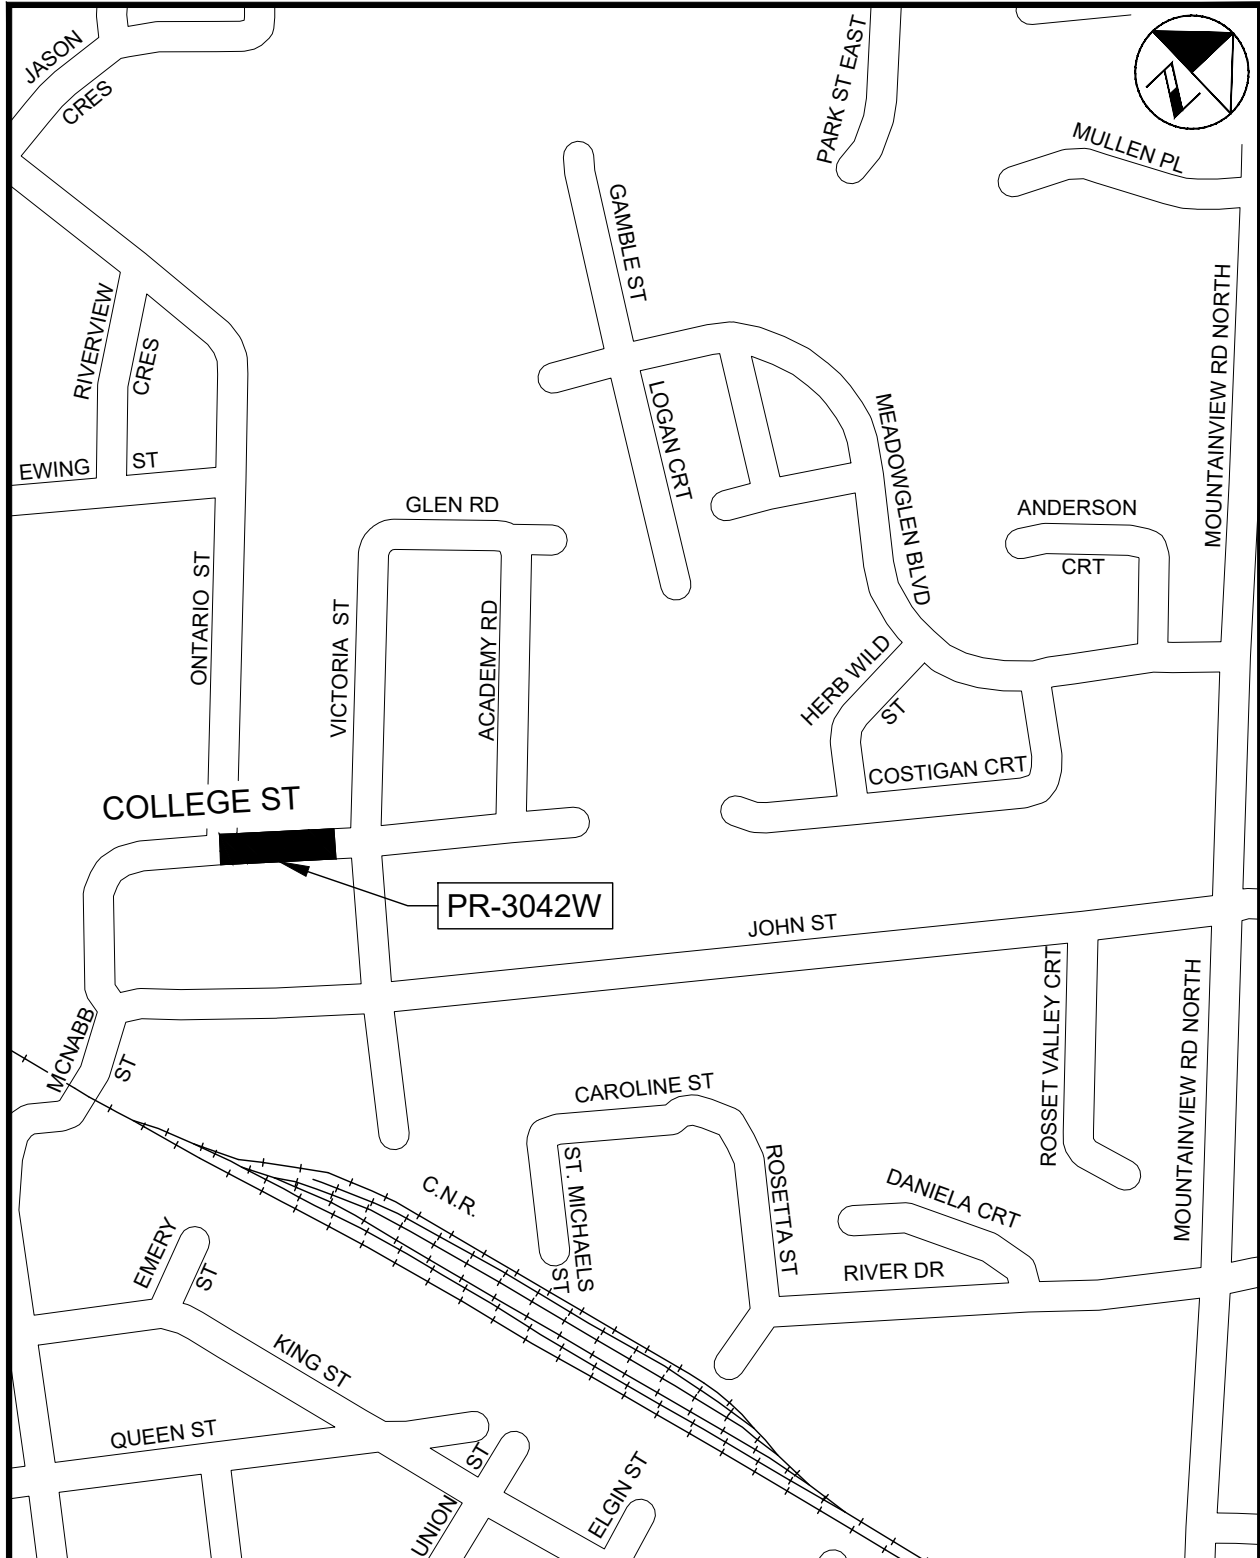 JASON
CRES
PARK ST EAST
MULLEN PL
GAMBLE ST
MOUNTAINVIEW RD NORTH
RIVERVIEW
CRES
LOGAN CRT
MEADOWGLEN BLVD
EWING
ST
GLEN RD
ANDERSON
CRT
ONTARIO ST
VICTORIA ST
ACADEMY RD
HERB WILD
ST
COSTIGAN CRT
COLLEGE ST
PR-3042W
JOHN ST
ROSSET VALLEY CRT
MOUNTAINVIEW RD NORTH
MCNABB
ST
CAROLINE ST
ST. MICHAELS
ST
ROSETTA ST
C.N.R.
DANIELA CRT
RIVER DR
EMERY
ST
KING ST
QUEEN ST
UNION
ST
ELGIN ST